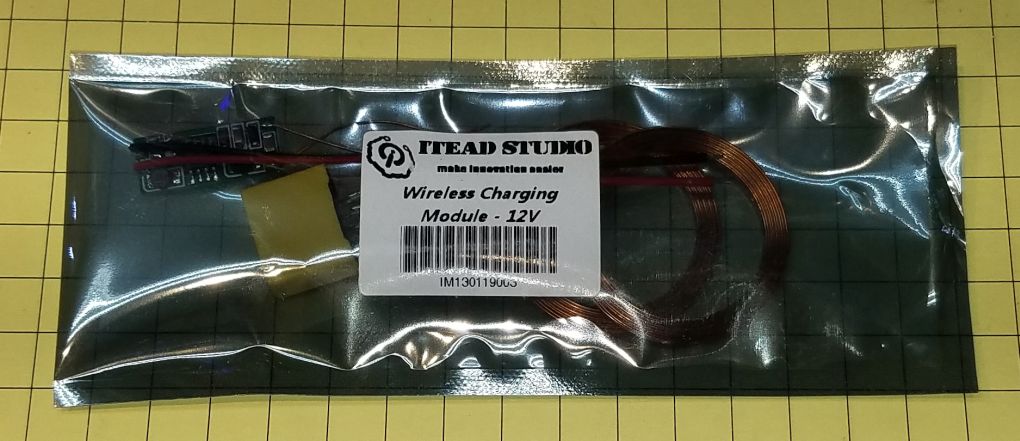 ITEAD STUDIO
make innovation easier
Wireless Charging
Module - 12V
IM130119003